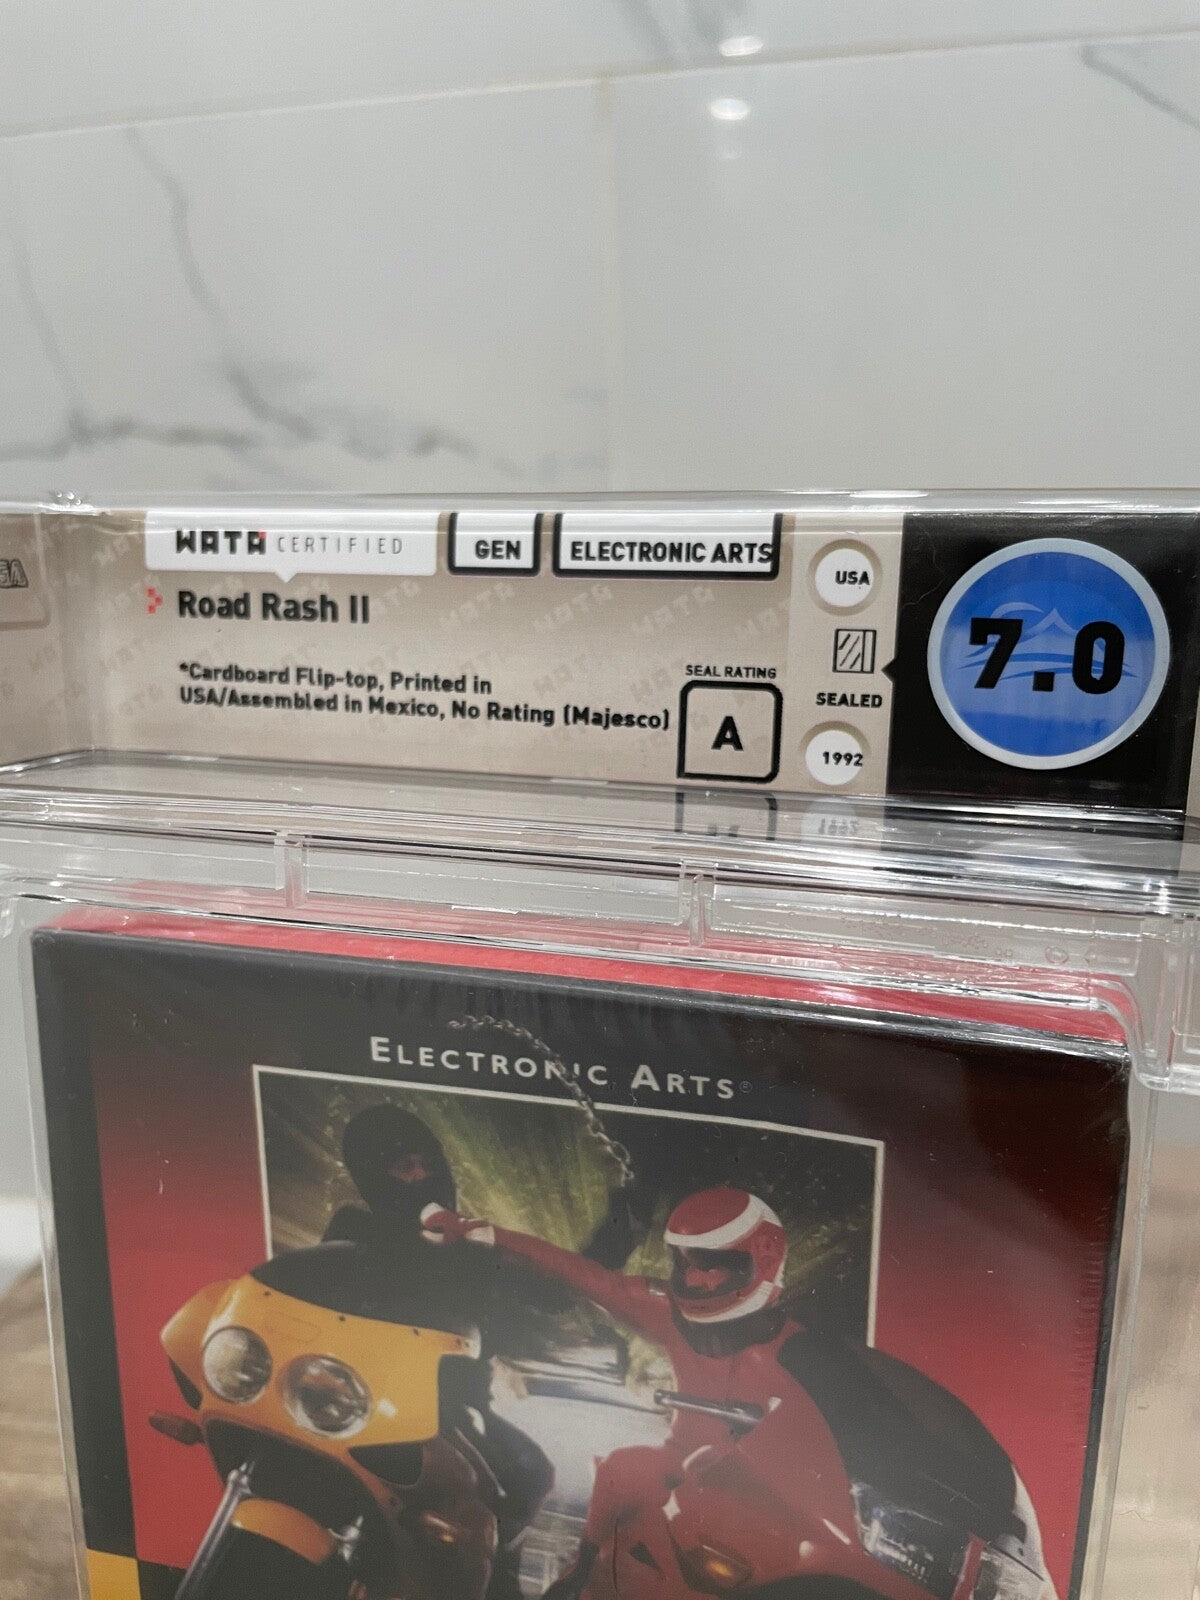 WATA CERTIFIED
GEN
ELECTRONIC ARTS
USA
Road Rash II
7.0
*Cardboard Flip-top, Printed in
USA/Assembled in Mexico, No Rating (Majesco)
SEAL RATING
A
SEALED
1992
ELECTRONIC ARTS®